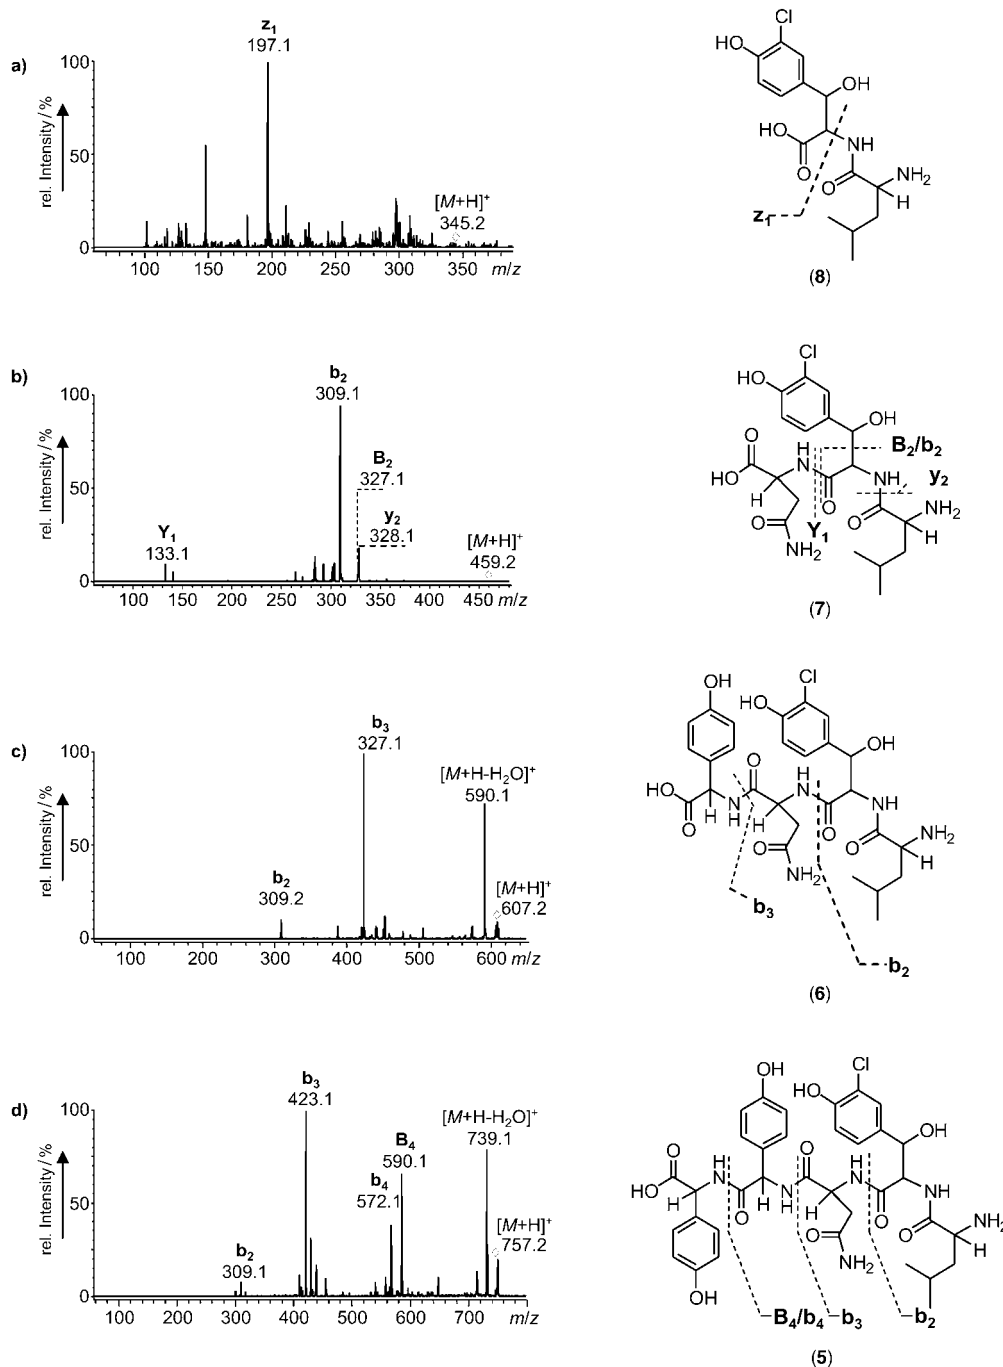 a)
rel. Intensity / %
z₁
197.1
[M+H]⁺
345.2
100
50
0
100 150 200 250 300 350 m/z
HO
Cl
OH
HO
O
NH
O
NH₂
H
z₁
(8)
b)
rel. Intensity / %
b₂
309.1
B₂
327.1
y₂
328.1
Y₁
133.1
[M+H]⁺
459.2
100
50
0
100 150 200 250 300 350 400 450 m/z
Cl
HO
OH
O
H
N
HO
H
O
O
NH₂
NH
O
NH₂
H
B₂/b₂
y₂
Y₁
(7)
c)
rel. Intensity / %
b₃
327.1
[M+H-H₂O]⁺
590.1
b₂
309.2
[M+H]⁺
607.2
100
50
0
100 200 300 400 500 600 m/z
OH
Cl
HO
OH
O
H
N
HO
O
H
N
H
H
O
O
NH₂
NH
O
NH₂
H
b₃
b₂
(6)
d)
rel. Intensity / %
b₃
423.1
[M+H-H₂O]⁺
739.1
B₄
590.1
b₄
572.1
b₂
309.1
[M+H]⁺
757.2
100
50
0
100 200 300 400 500 600 700 m/z
OH
Cl
HO
OH
O
H
N
O
H
N
HO
H
O
H
N
H
H
O
O
NH₂
NH
O
NH₂
H
OH
B₄/b₄
b₃
b₂
(5)